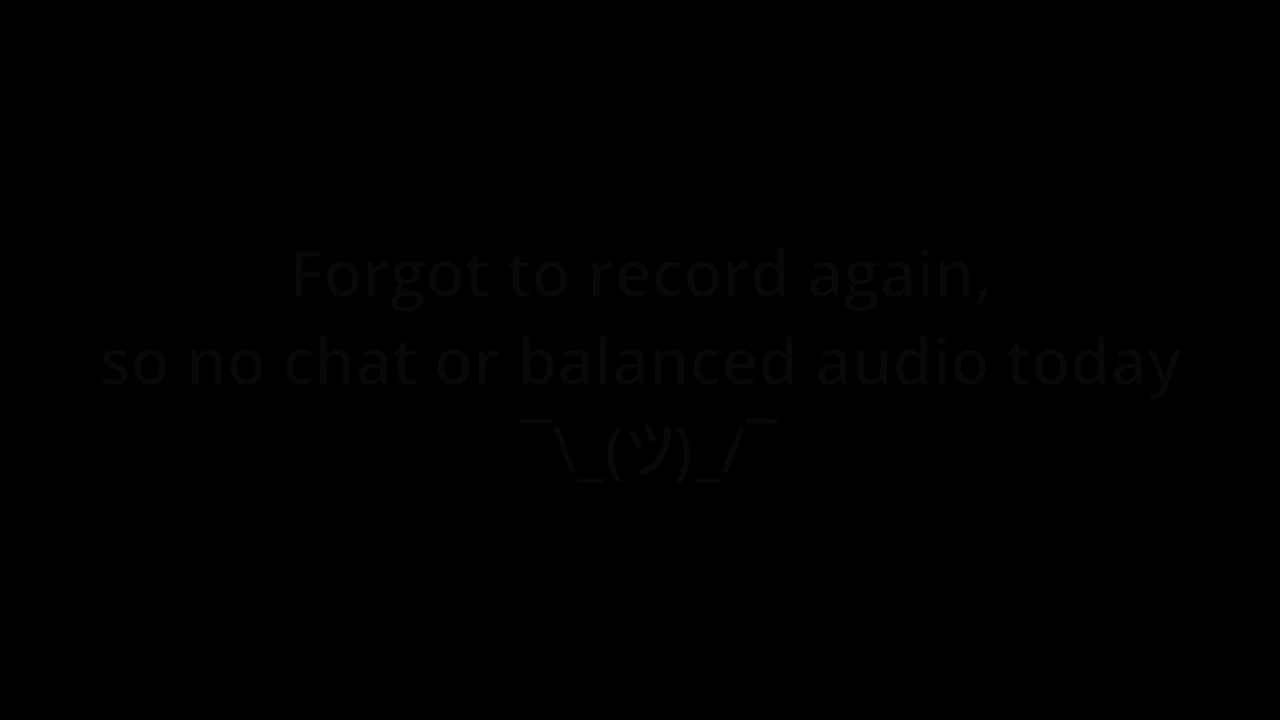 Forgot to record again,
so no chat or balanced audio today
¯\_(ツ)_/¯